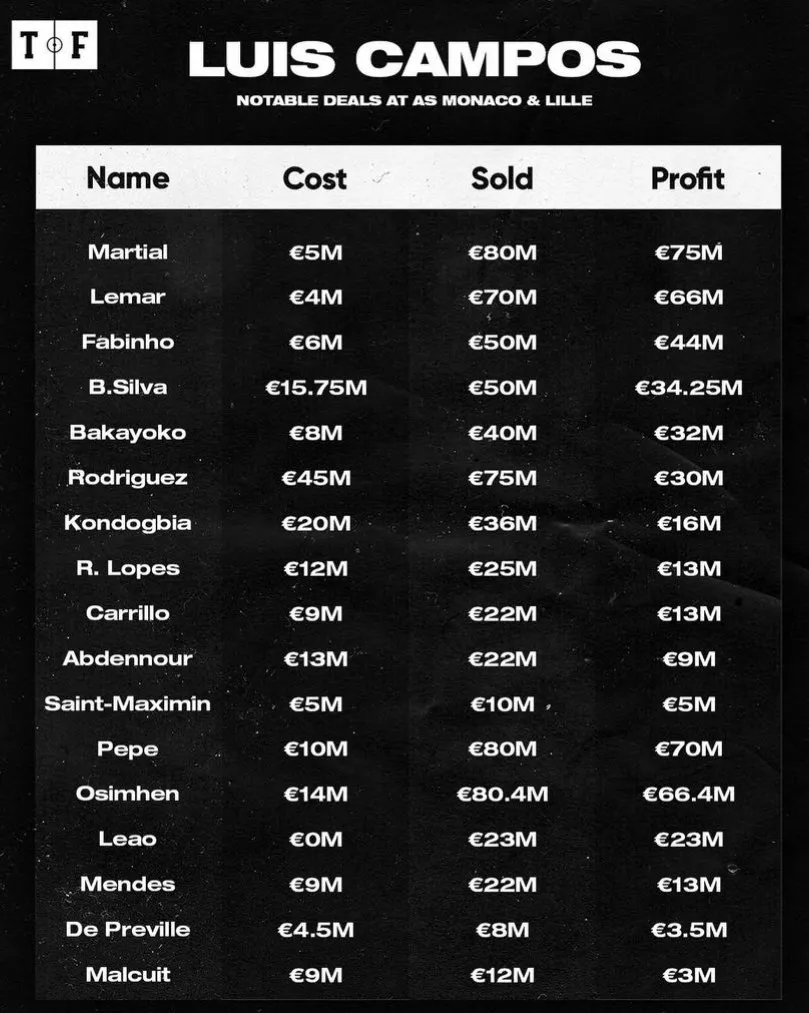 T F
LUIS CAMPOS
NOTABLE DEALS AT AS MONACO & LILLE
Name Cost Sold Profit
Martial €5M €80M €75M
Lemar €4M €70M €66M
Fabinho €6M €50M €44M
B.Silva €15.75M €50M €34.25M
Bakayoko €8M €40M €32M
Rodriguez €45M €75M €30M
Kondogbia €20M €36M €16M
R. Lopes €12M €25M €13M
Carrillo €9M €22M €13M
Abdennour €13M €22M €9M
Saint-Maximin €5M €10M €5M
Pepe €10M €80M €70M
Osimhen €14M €80.4M €66.4M
Leao €0M €23M €23M
Mendes €9M €22M €13M
De Preville €4.5M €8M €3.5M
Malcuit €9M €12M €3M